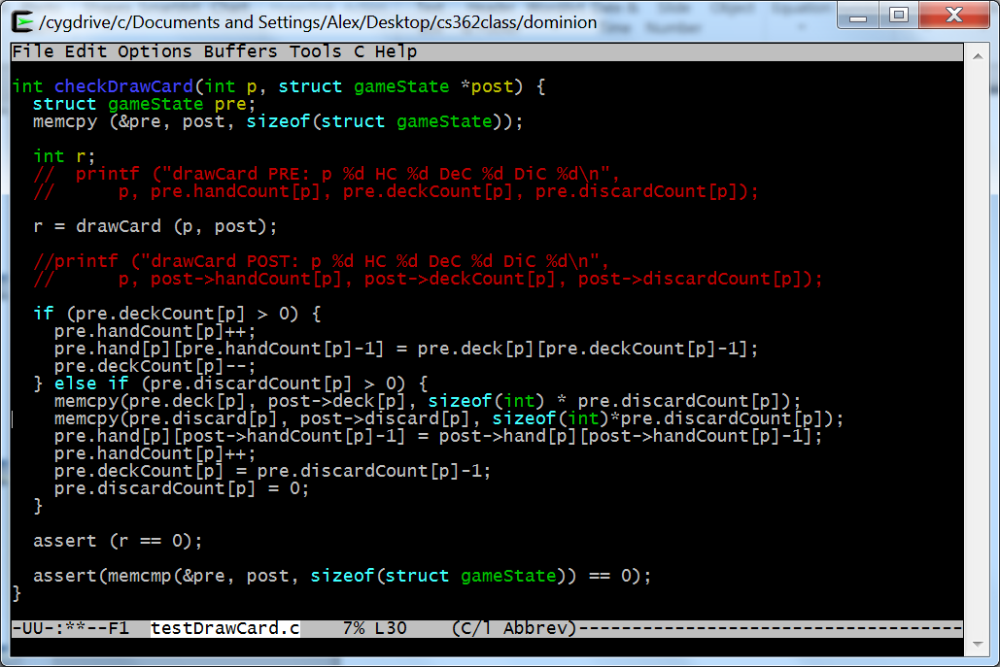 /cygdrive/c/Documents and Settings/Alex/Desktop/cs362class/dominion
File Edit Options Buffers Tools C Help
int checkDrawCard(int p, struct gameState *post) {
  struct gameState pre;
  memcpy (&pre, post, sizeof(struct gameState));
  int r;
  //  printf ("drawCard PRE: p %d HC %d DeC %d DiC %d\n",
  //      p, pre.handCount[p], pre.deckCount[p], pre.discardCount[p]);
  r = drawCard (p, post);
  //printf ("drawCard POST: p %d HC %d DeC %d DiC %d\n",
  //      p, post->handCount[p], post->deckCount[p], post->discardCount[p]);
  if (pre.deckCount[p] > 0) {
    pre.handCount[p]++;
    pre.hand[p][pre.handCount[p]-1] = pre.deck[p][pre.deckCount[p]-1];
    pre.deckCount[p]--;
  } else if (pre.discardCount[p] > 0) {
    memcpy(pre.deck[p], post->deck[p], sizeof(int) * pre.discardCount[p]);
    memcpy(pre.discard[p], post->discard[p], sizeof(int)*pre.discardCount[p]);
    pre.hand[p][post->handCount[p]-1] = post->hand[p][post->handCount[p]-1];
    pre.handCount[p]++;
    pre.deckCount[p] = pre.discardCount[p]-1;
    pre.discardCount[p] = 0;
  }
  assert (r == 0);
  assert(memcmp(&pre, post, sizeof(struct gameState)) == 0);
}
-UU-:**--F1  testDrawCard.c    7% L30    (C/l Abbrev)------------------------------------